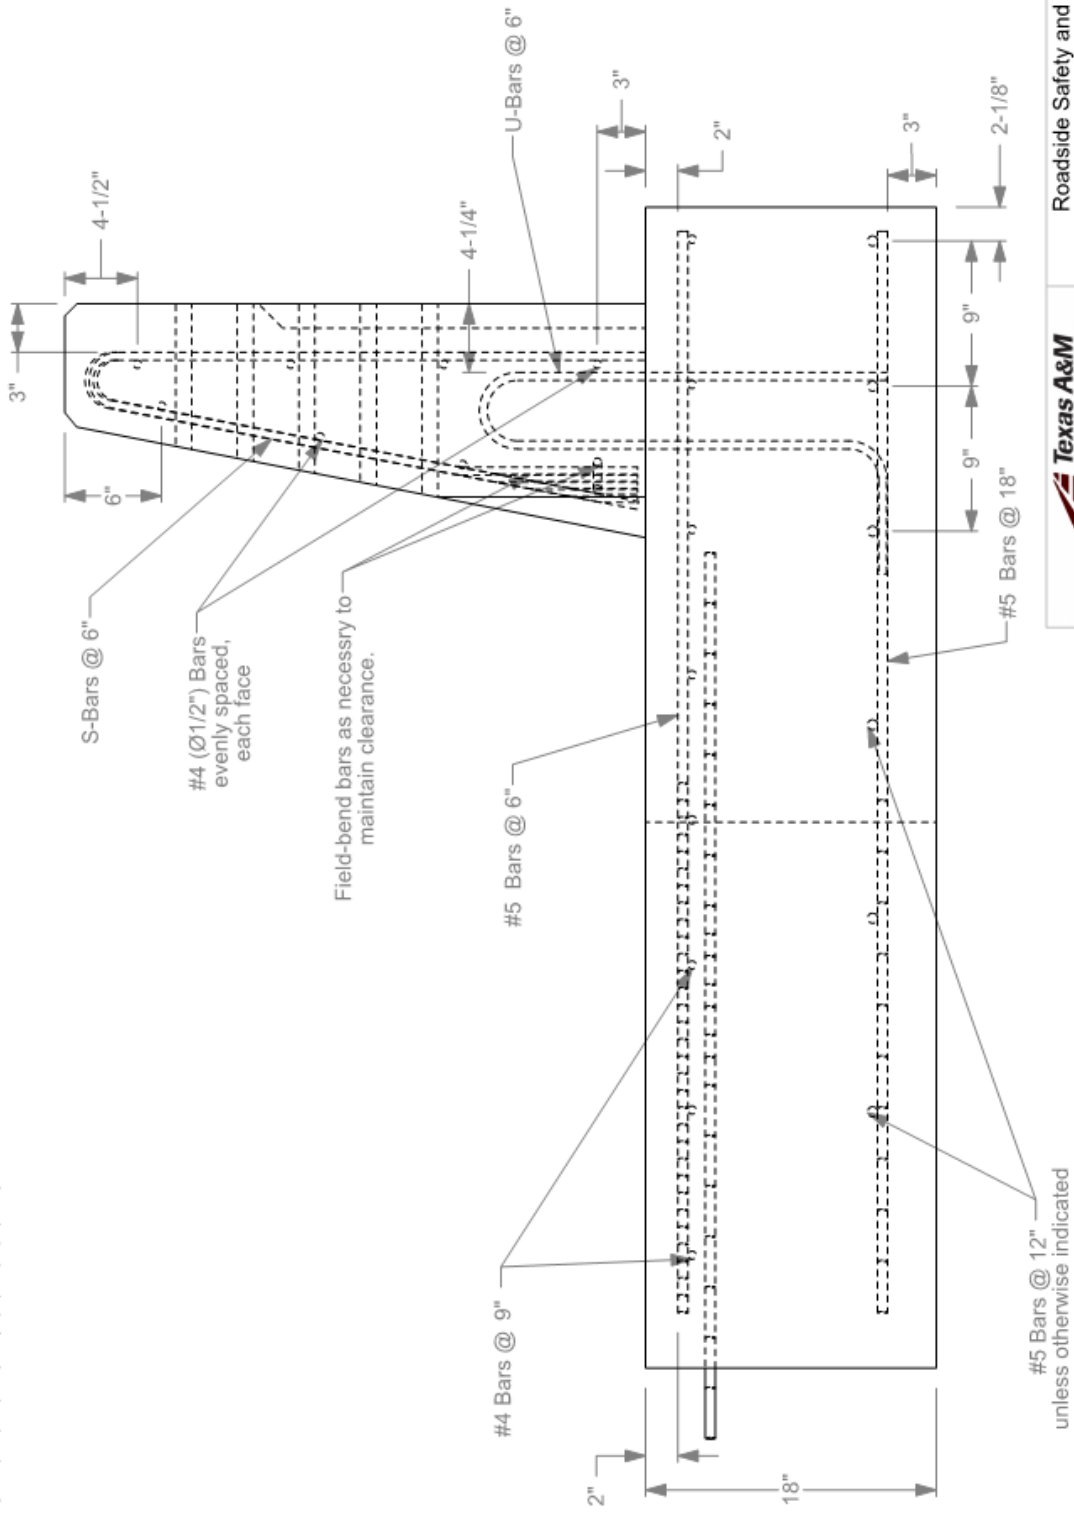 3"
4-1/2"
6"
S-Bars @ 6"
#4 (Ø1/2") Bars
evenly spaced,
each face
Field-bend bars as necessry to
maintain clearance.
4-1/4"
U-Bars @ 6"
3"
2"
#5 Bars @ 6"
#4 Bars @ 9"
2"
18"
3"
2-1/8"
9"
9"
#5 Bars @ 18"
#5 Bars @ 12"
unless otherwise indicated
Texas A&M
Roadside Safety and